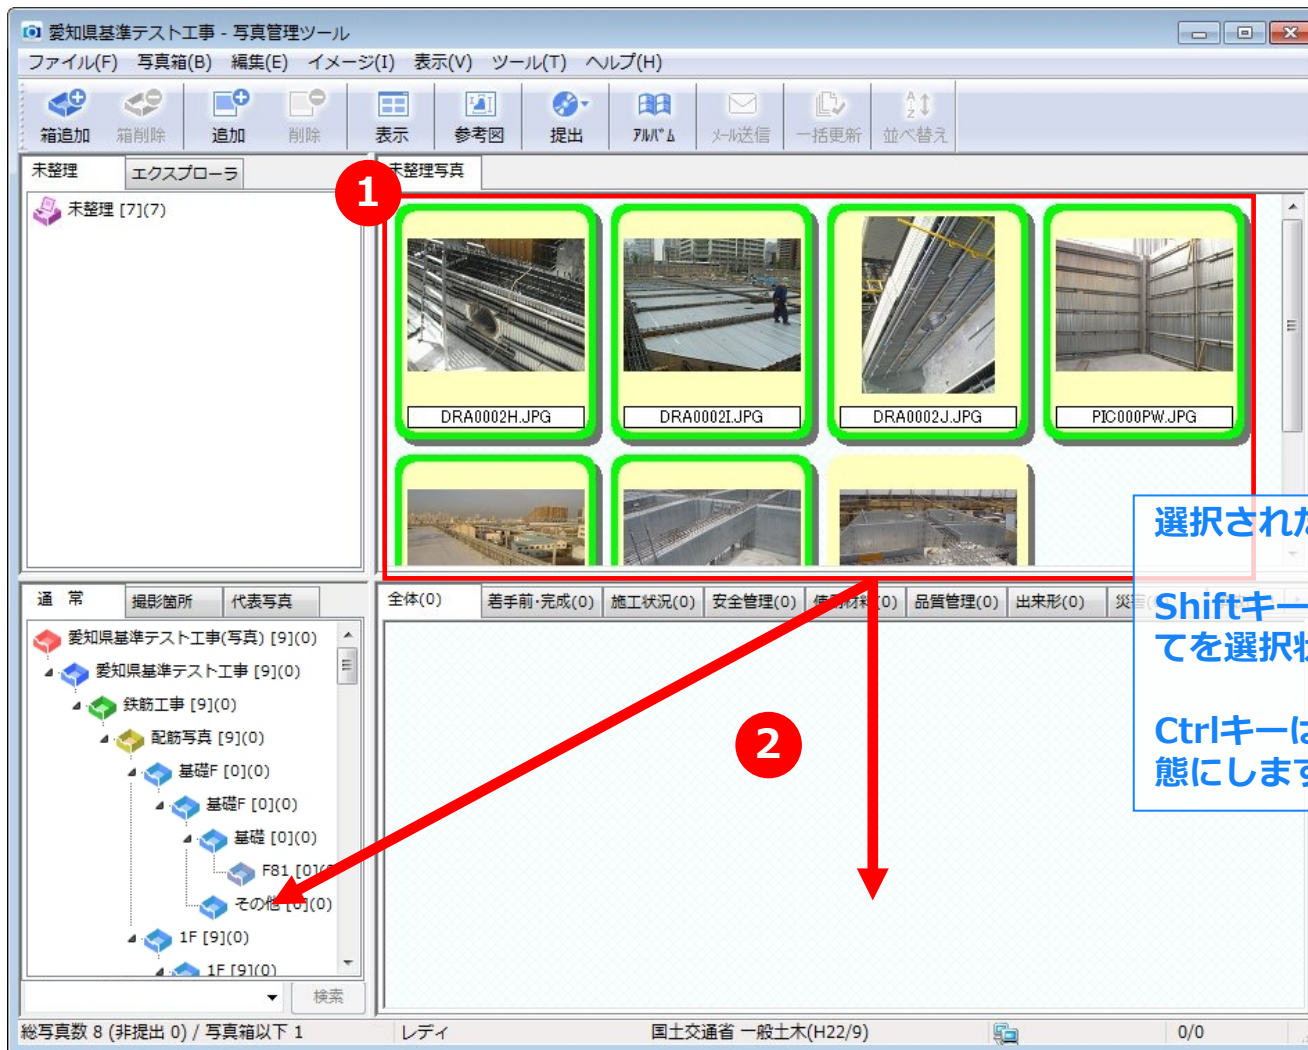 愛知県基準テスト工事 - 写真管理ツール
ファイル(F) 写真箱(B) 編集(E) イメージ(I) 表示(V) ツール(T) ヘルプ(H)
箱追加 箱削除 追加 削除 表示 参考図 提出 ｱﾙﾊﾞﾑ ﾒｰﾙ送信 一括更新 並べ替え
未整理 エクスプローラ
未整理 [7](7)
未整理写真
1
DRA0002H.JPG DRA0002I.JPG DRA0002J.JPG PIC000PW.JPG
選択された
Shiftキー
てを選択
Ctrlキーは
態にします
通 常 撮影箇所 代表写真
愛知県基準テスト工事(写真) [9](0)
愛知県基準テスト工事 [9](0)
鉄筋工事 [9](0)
配筋写真 [9](0)
基礎F [0](0)
基礎F [0](0)
基礎 [0](0)
F81 [0]
その他 [0](0)
1F [9](0)
1F [9](0)
検索
全体(0) 着手前･完成(0) 施工状況(0) 安全管理(0) 使用材料(0) 品質管理(0) 出来形(0)
2
総写真数 8 (非提出 0) / 写真箱以下 1 レディ 国土交通省 一般土木(H22/9) 0/0